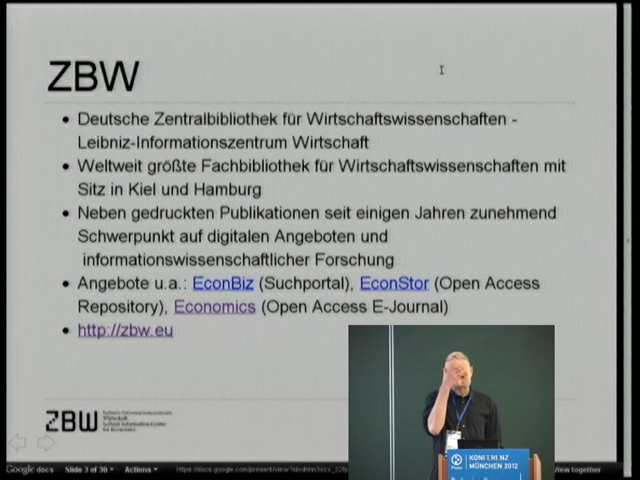 ZBW
• Deutsche Zentralbibliothek für Wirtschaftswissenschaften -
Leibniz-Informationszentrum Wirtschaft
• Weltweit größte Fachbibliothek für Wirtschaftswissenschaften mit
Sitz in Kiel und Hamburg
• Neben gedruckten Publikationen seit einigen Jahren zunehmend
Schwerpunkt auf digitalen Angeboten und
informationswissenschaftlicher Forschung
• Angebote u.a.: EconBiz (Suchportal), EconStor (Open Access
Repository), Economics (Open Access E-Journal)
• http://zbw.eu
ZBW
Leibniz-Informationszentrum
Wirtschaft
Leibniz Information Centre
for Economics
Google docs Slide 3 of 30 Actions
View together
KONFERENZ
MÜNCHEN 2012